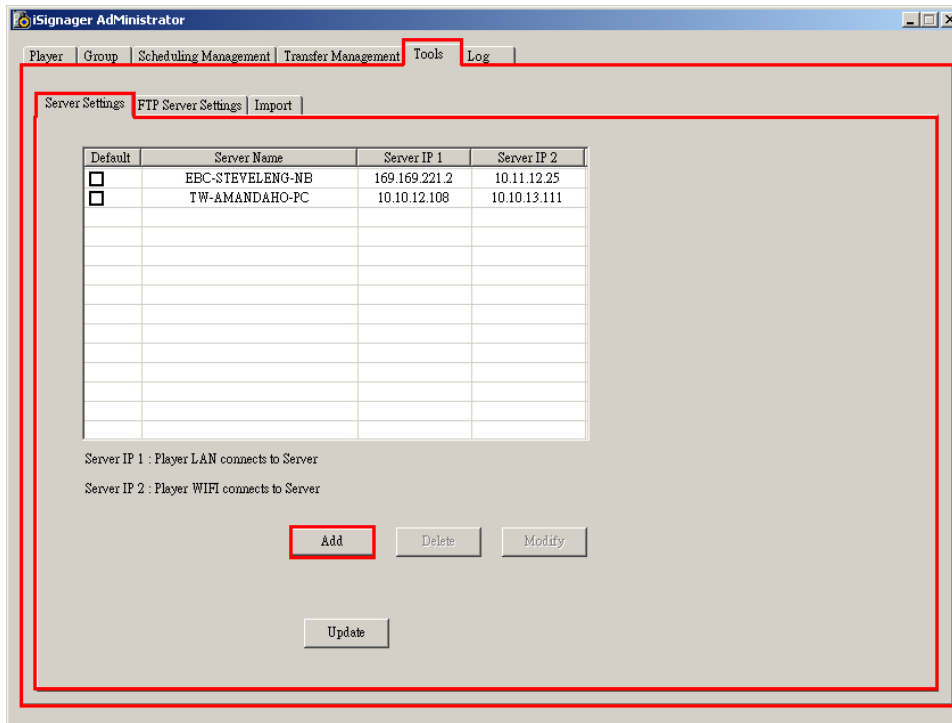 iSignager AdMinistrator
Player Group Scheduling Management Transfer Management Tools Log
Server Settings FTP Server Settings Import
Default Server Name Server IP 1 Server IP 2
EBC-STEVELENG-NB 169.169.221.2 10.11.12.25
TW-AMANDAHO-PC 10.10.12.108 10.10.13.111
Server IP 1 : Player LAN connects to Server
Server IP 2 : Player WIFI connects to Server
Add Delete Modify
Update